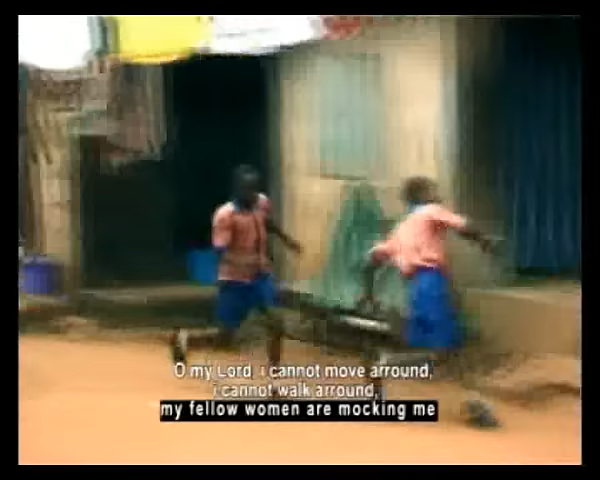 O my Lord, i cannot move arround,
i cannot walk arround,
my fellow women are mocking me